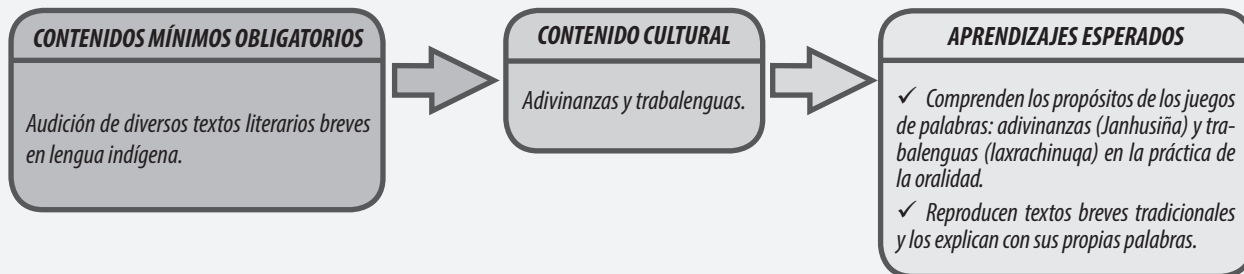 CONTENIDOS MÍNIMOS OBLIGATORIOS
Audición de diversos textos literarios breves
en lengua indígena.
CONTENIDO CULTURAL
Adivinanzas y trabalenguas.
APRENDIZAJES ESPERADOS
✓ Comprenden los propósitos de los juegos
de palabras: adivinanzas (Janhusiña) y tra-
balenguas (laxrachinuqa) en la práctica de
la oralidad.
✓ Reproducen textos breves tradicionales
y los explican con sus propias palabras.